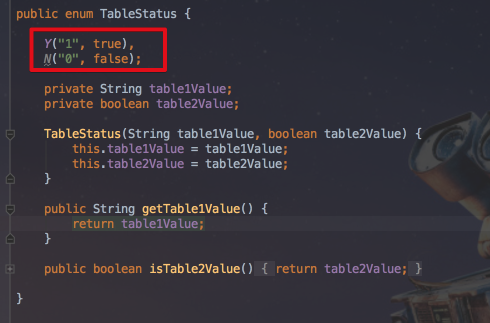 public enum TableStatus {
Y("1", true),
N("0", false);
private String table1Value;
private boolean table2Value;
TableStatus(String table1Value, boolean table2Value) {
this.table1Value = table1Value;
this.table2Value = table2Value;
}
public String getTable1Value() {
return table1Value;
}
public boolean isTable2Value() { return table2Value; }
}